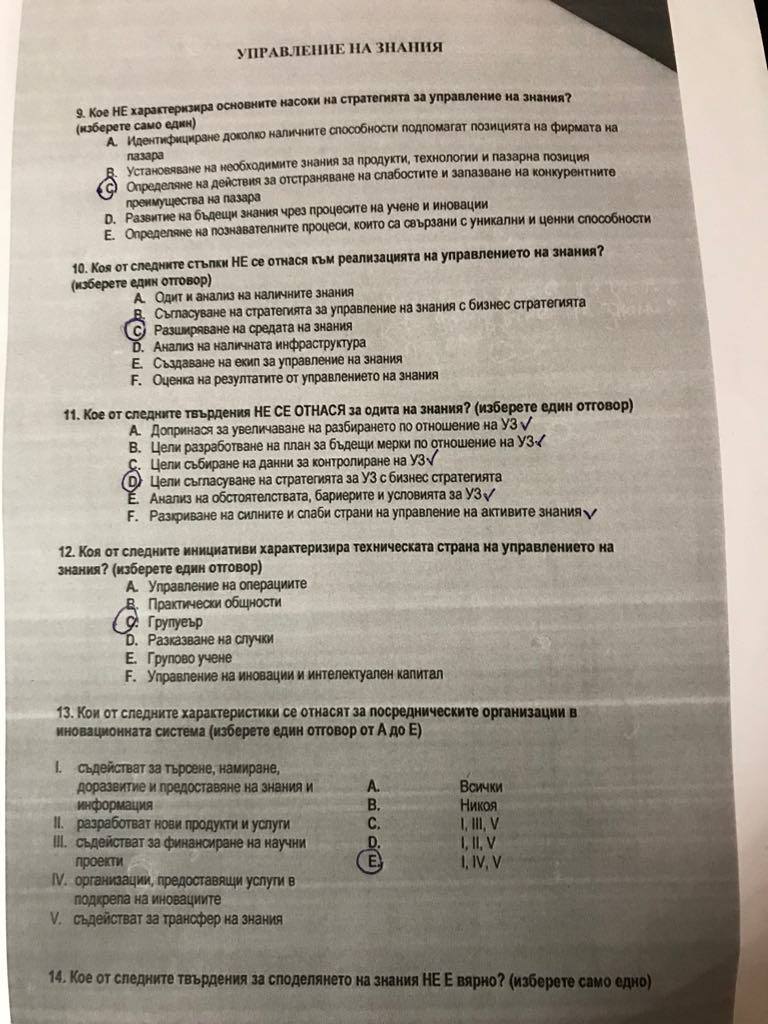 УПРАВЛЕНИЕ НА ЗНАНИЯ
9. Кое НЕ характеризира основните насоки на стратегията за управление на знания?
(изберете само един)
A. Идентифициране доколко наличните способности подпомагат позицията на фирмата на
пазара
B. Установяване на необходимите знания за продукти, технологии и пазарна позиция
C. Определяне на действия за отстраняване на слабостите и запазване на конкурентните
преимущества на пазара
D. Развитие на бъдещи знания чрез процесите на учене и иновации
E. Определяне на познавателните процеси, които са свързани с уникални и ценни способности
10. Коя от следните стъпки НЕ се отнася към реализацията на управлението на знания?
(изберете един отговор)
A. Одит и анализ на наличните знания
B. Съгласуване на стратегията за управление на знания с бизнес стратегията
C. Разширяване на средата на знания
D. Анализ на наличната инфраструктура
E. Създаване на екип за управление на знания
F. Оценка на резултатите от управлението на знания
11. Кое от следните твърдения НЕ СЕ ОТНАСЯ за одита на знания? (изберете един отговор)
A. Допринася за увеличаване на разбирането по отношение на УЗ ✓
B. Цели разработване на план за бъдещи мерки по отношение на УЗ ✓
C. Цели събиране на данни за контролиране на УЗ ✓
D. Цели съгласуване на стратегията за УЗ с бизнес стратегията
E. Анализ на обстоятелствата, бариерите и условията за УЗ ✓
F. Разкриване на силните и слаби страни на управление на активите знания ✓
12. Коя от следните инициативи характеризира техническата страна на управлението на
знания? (изберете един отговор)
A. Управление на операциите
B. Практически общности
C. Групуеър
D. Разказване на случки
E. Групово учене
F. Управление на иновации и интелектуален капитал
13. Кои от следните характеристики се отнасят за посредническите организации в
иновационната система (изберете един отговор от А до Е)
I. съдействат за търсене, намиране,
доразвитие и предоставяне на знания и
информация
II. разработват нови продукти и услуги
III. съдействат за финансиране на научни
проекти
IV. организации, предоставящи услуги в
подкрепа на иновациите
V. съдействат за трансфер на знания
A. Всички
B. Никоя
C. I, III, V
D. I, II, V
E. I, IV, V
14. Кое от следните твърдения за споделянето на знания НЕ Е вярно? (изберете само едно)